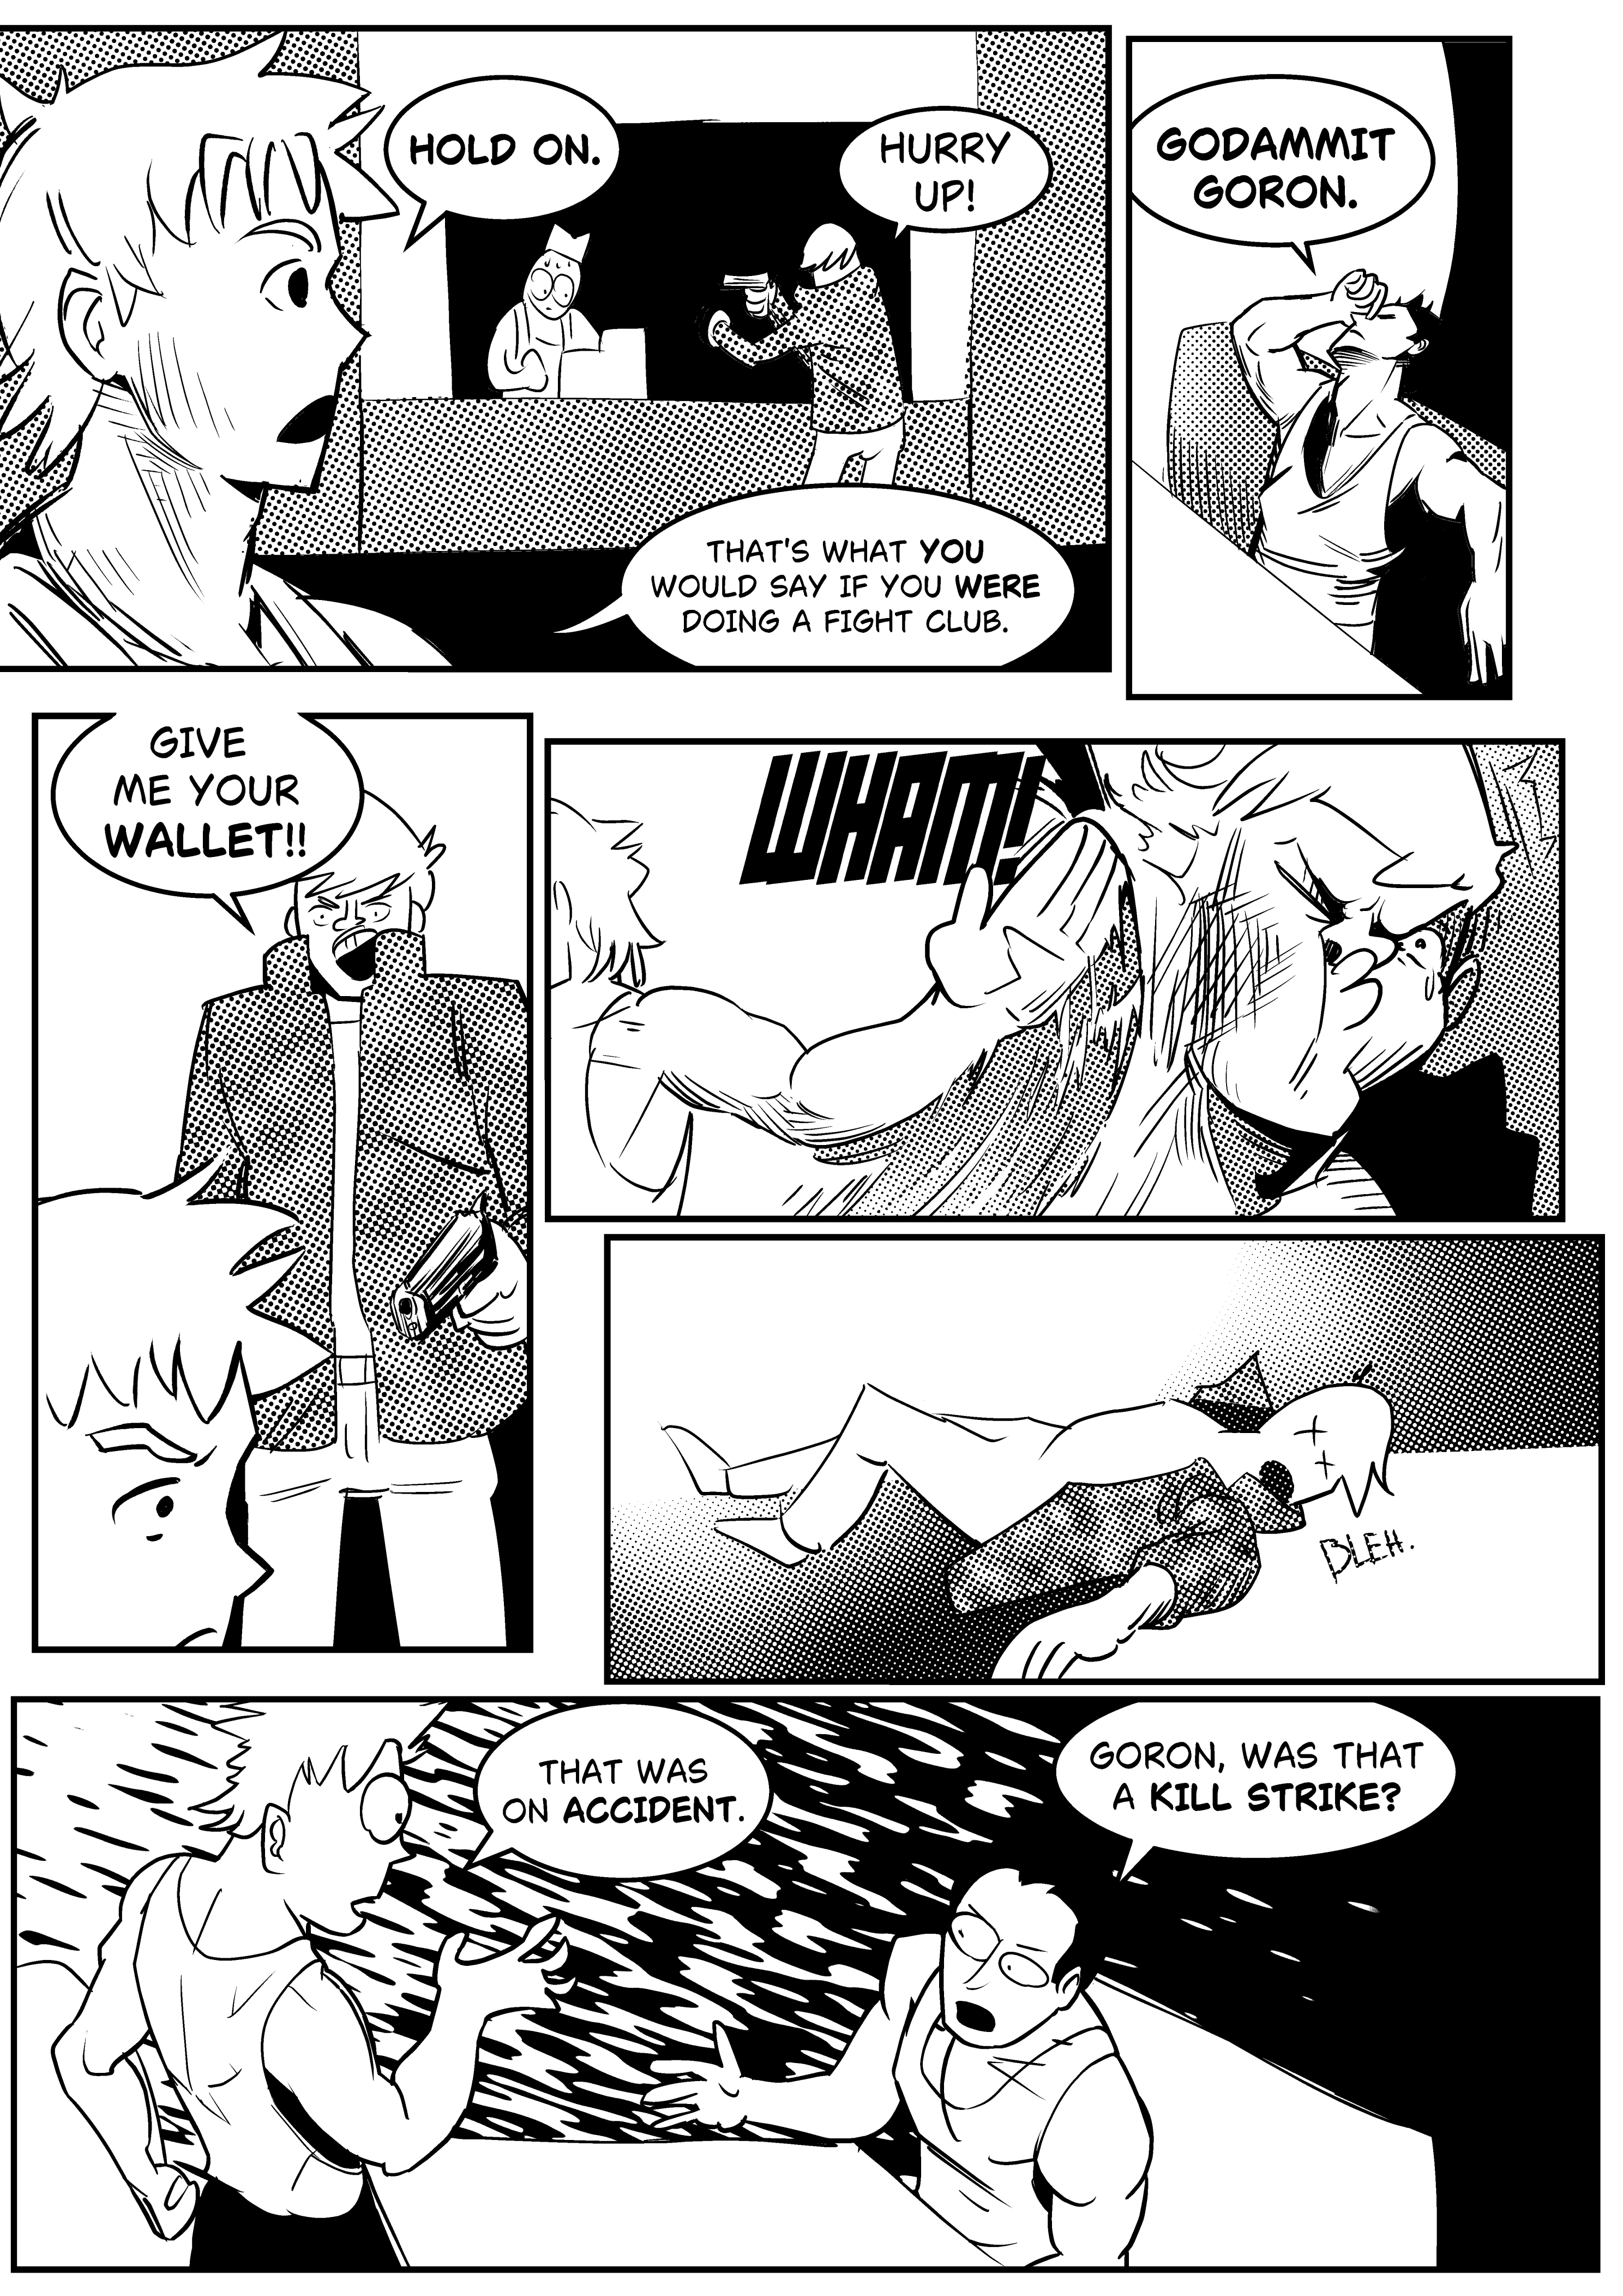 HOLD ON.
HURRY
UP!
THAT'S WHAT YOU
WOULD SAY IF YOU WERE
DOING A FIGHT CLUB.
GODAMMIT
GORON.
GIVE
ME YOUR
WALLET!!
WHAM!
BLEH.
THAT WAS
ON ACCIDENT.
GORON, WAS THAT
A KILL STRIKE?